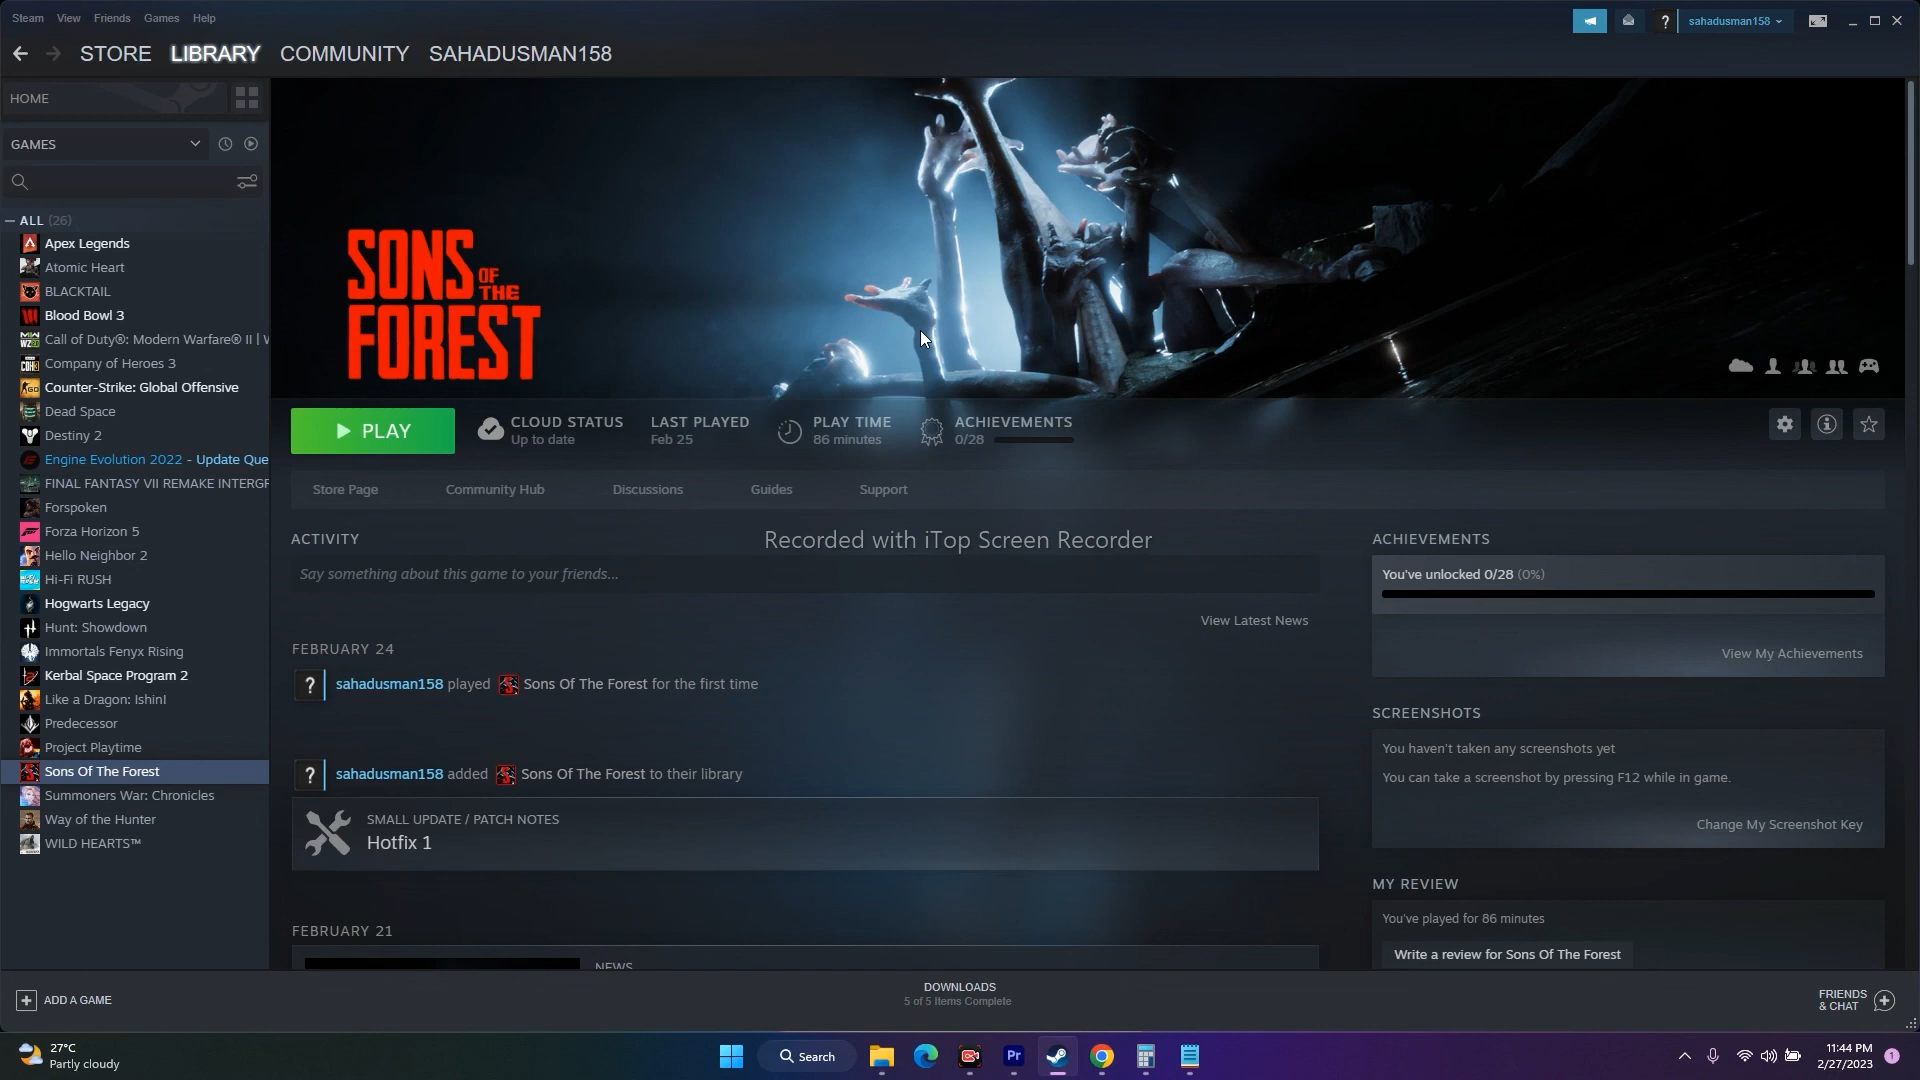 Steam View Friends Games Help
sahadusman158
STORE LIBRARY COMMUNITY SAHADUSMAN158
HOME
GAMES
ALL (26)
Apex Legends
Atomic Heart
BLACKTAIL
Blood Bowl 3
Call of Duty®: Modern Warfare® II |
Company of Heroes 3
Counter-Strike: Global Offensive
Dead Space
Destiny 2
Engine Evolution 2022 - Update Que
FINAL FANTASY VII REMAKE INTERGR
Forspoken
Forza Horizon 5
Hello Neighbor 2
Hi-Fi RUSH
Hogwarts Legacy
Hunt: Showdown
Immortals Fenyx Rising
Kerbal Space Program 2
Like a Dragon: Ishin!
Predecessor
Project Playtime
Sons Of The Forest
Summoners War: Chronicles
Way of the Hunter
WILD HEARTS™
ADD A GAME
SONS
OF
THE
FOREST
PLAY
CLOUD STATUS
Up to date
LAST PLAYED
Feb 25
PLAY TIME
86 minutes
ACHIEVEMENTS
0/28
Store Page Community Hub Discussions Guides Support
ACTIVITY
Recorded with iTop Screen Recorder
Say something about this game to your friends...
View Latest News
FEBRUARY 24
? sahadusman158 played Sons Of The Forest for the first time
? sahadusman158 added Sons Of The Forest to their library
SMALL UPDATE / PATCH NOTES
Hotfix 1
FEBRUARY 21
NEWS
ACHIEVEMENTS
You've unlocked 0/28 (0%)
View My Achievements
SCREENSHOTS
You haven't taken any screenshots yet
You can take a screenshot by pressing F12 while in game.
Change My Screenshot Key
MY REVIEW
You've played for 86 minutes
Write a review for Sons Of The Forest
DOWNLOADS
5 of 5 Items Complete
FRIENDS
& CHAT
27°C
Partly cloudy
Search
Pr
11:44 PM
2/27/2023
1